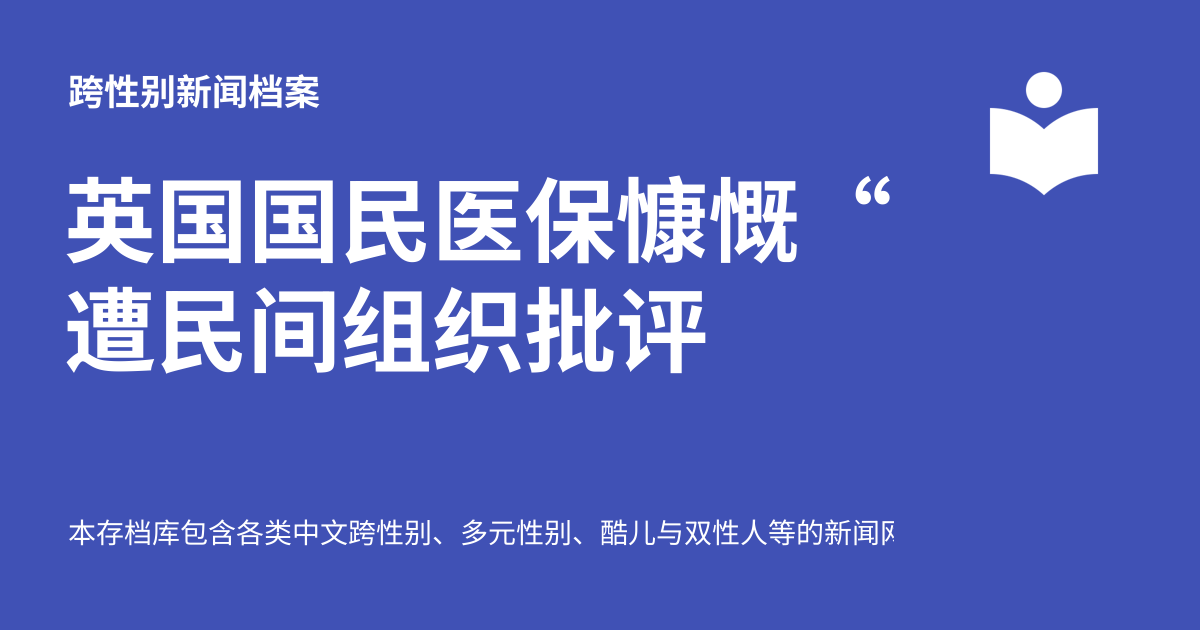 跨性别新闻档案
英国国民医保慷慨 “
遭民间组织批评
本存档库包含各类中文跨性别、多元性别、酷儿与双性人等的新闻网